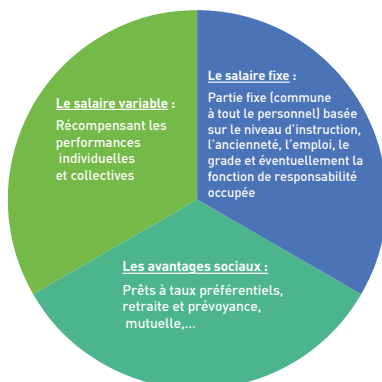 Le salaire variable :
Récompensant les
performances
individuelles
et collectives
Le salaire fixe :
Partie fixe (commune
à tout le personnel) basée
sur le niveau d'instruction,
l'ancienneté, l'emploi, le
grade et éventuellement la
fonction de responsabilité
occupée
Les avantages sociaux :
Prêts à taux préférentiels,
retraite et prévoyance,
mutuelle,...